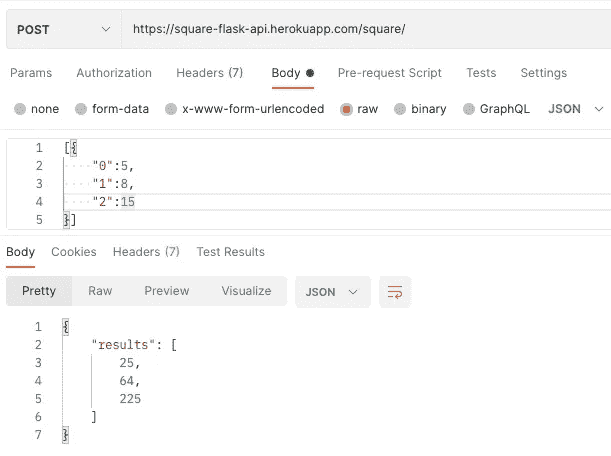 POST https://square-flask-api.herokuapp.com/square/
Params Authorization Headers (7) Body Pre-request Script Tests Settings
none form-data x-www-form-urlencoded raw binary GraphQL JSON
1 [{
2 "0":5,
3 "1":8,
4 "2":15
5 }]
Body Cookies Headers (7) Test Results
Pretty Raw Preview Visualize JSON
1 {
2 "results": [
3 25,
4 64,
5 225
6 ]
7 }